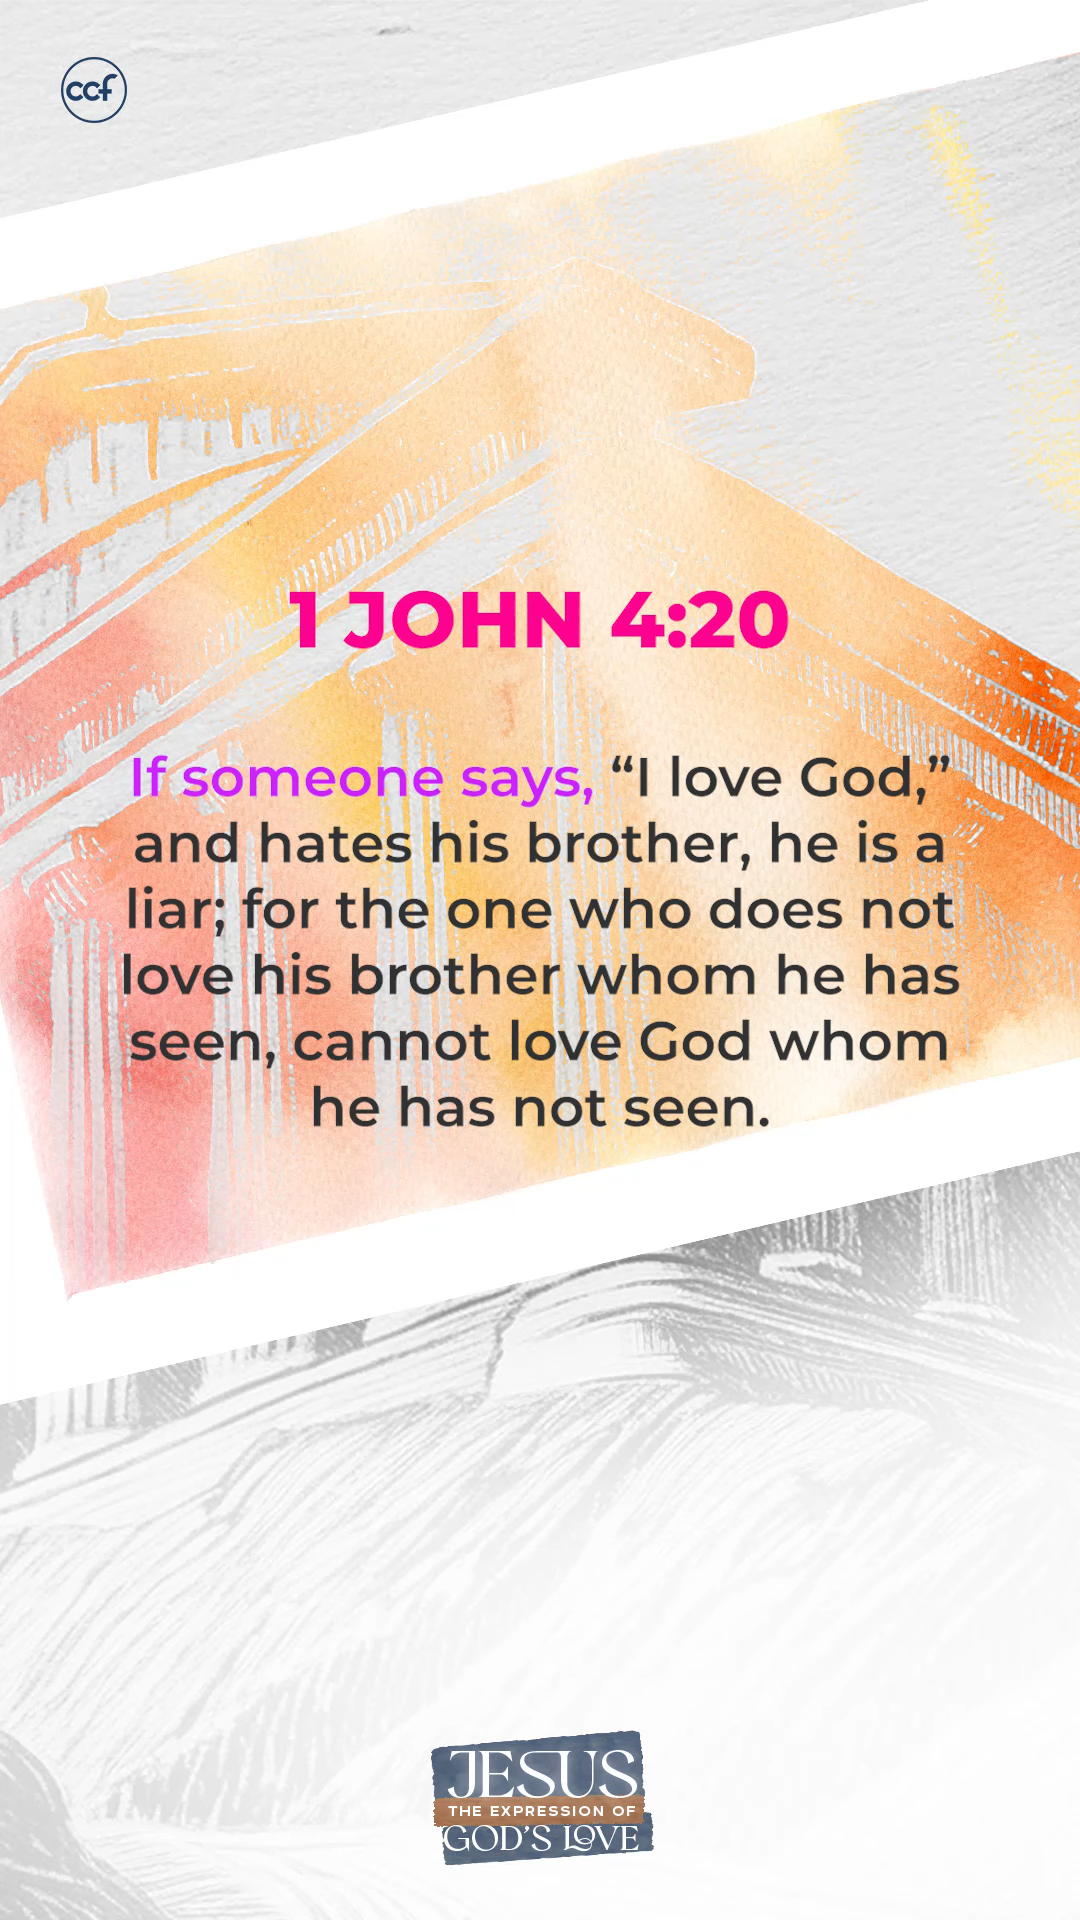 ccf
1 JOHN 4:20
If someone says, “I love God,”
and hates his brother, he is a
liar; for the one who does not
love his brother whom he has
seen, cannot love God whom
he has not seen.
JESUS
THE EXPRESSION OF
GOD’S LOVE